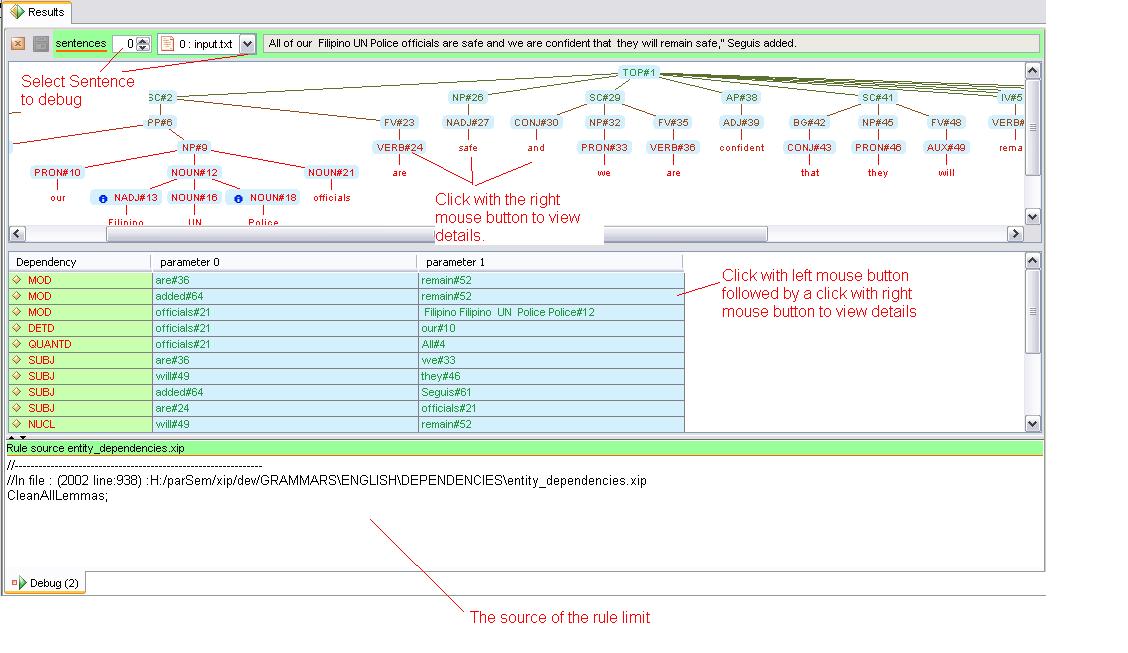 Results
sentences 0 0 : input.txt All of our Filipino UN Police officials are safe and we are confident that they will remain safe," Seguis added.
Select Sentence
to debug
TOP#1
SC#2 NP#26 SC#29 AP#38 SC#41 IV#5
PP#6 FV#23 NADJ#27 CONJ#30 NP#32 FV#35 ADJ#39 BG#42 NP#45 FV#48 VERB#
NP#9 VERB#24 safe and PRON#33 VERB#36 confident CONJ#43 PRON#46 AUX#49 rema
PRON#10 NOUN#12 NOUN#21 are we are that they will
our NADJ#13 NOUN#16 NOUN#18 officials
Filipino UN Police
Click with the right
mouse button to view
details.
Dependency parameter 0 parameter 1
MOD are#36 remain#52
MOD added#64 remain#52
MOD officials#21 Filipino Filipino UN Police Police#12
DETD officials#21 our#10
QUANTD officials#21 All#4
SUBJ are#36 we#33
SUBJ will#49 they#46
SUBJ added#64 Seguis#61
SUBJ are#24 officials#21
NUCL will#49 remain#52
Click with left mouse button
followed by a click with right
mouse button to view details
Rule source entity_dependencies.xip
//--------------------------------------------------------------
//In file : (2002 line:938) :H:/parSem/xip/dev/GRAMMARS\ENGLISH\DEPENDENCIES\entity_dependencies.xip
CleanAllLemmas;
Debug (2)
The source of the rule limit